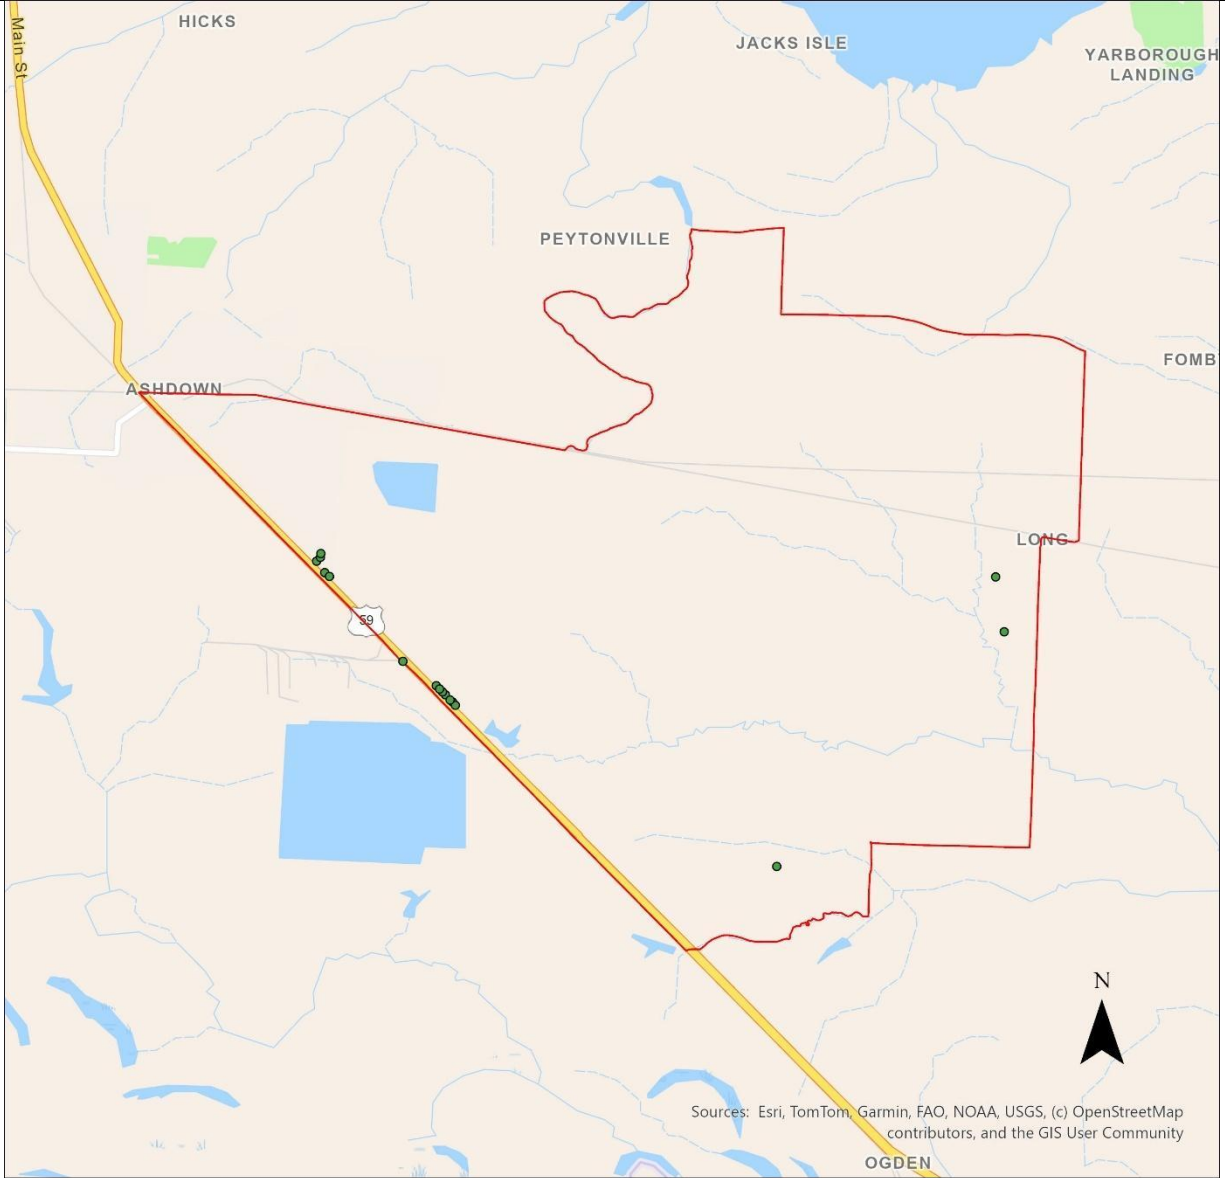 Main St
HICKS
JACKS ISLE
YARBOROUGH
LANDING
PEYTONVILLE
FOMB
ASHDOWN
LONG
59
N
Sources: Esri, TomTom, Garmin, FAO, NOAA, USGS, (c) OpenStreetMap
contributors, and the GIS User Community
OGDEN